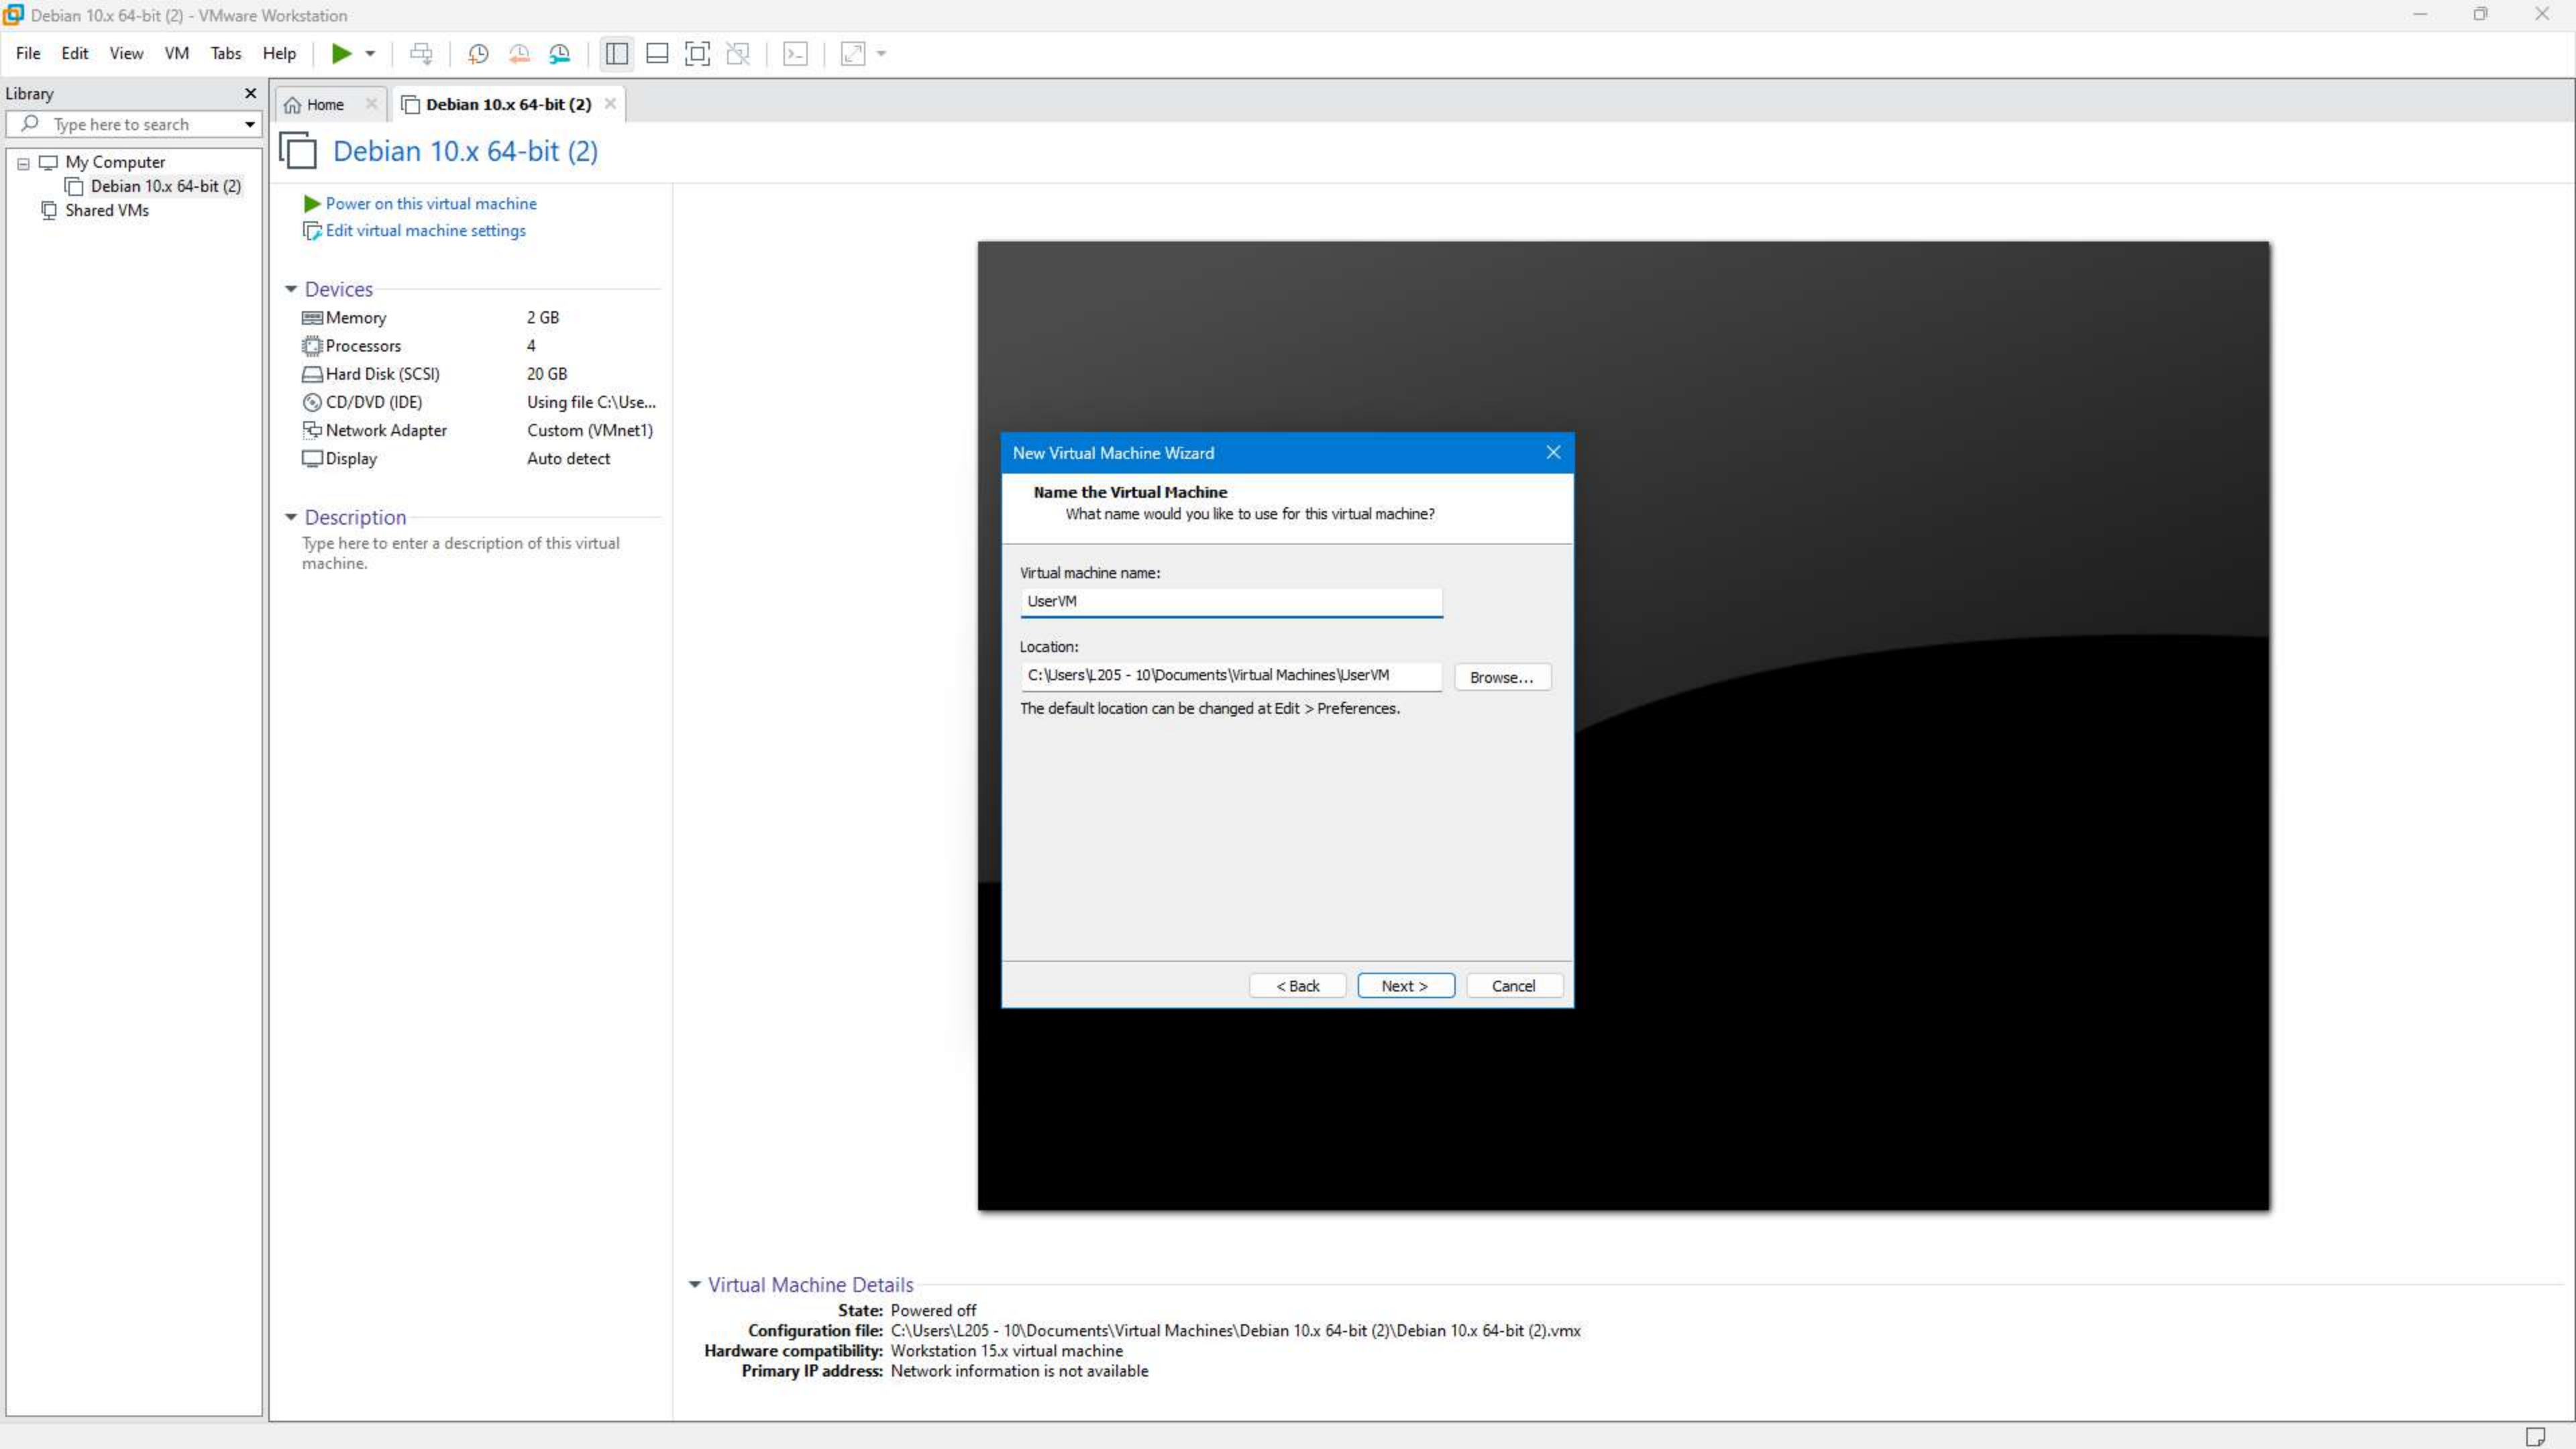 Debian 10.x 64-bit (2) - VMware Workstation
File Edit View VM Tabs Help
Library
Type here to search
My Computer
Debian 10.x 64-bit (2)
Shared VMs
Home
Debian 10.x 64-bit (2)
Debian 10.x 64-bit (2)
Power on this virtual machine
Edit virtual machine settings
Devices
Memory 2 GB
Processors 4
Hard Disk (SCSI) 20 GB
CD/DVD (IDE) Using file C:\Use...
Network Adapter Custom (VMnet1)
Display Auto detect
Description
Type here to enter a description of this virtual
machine.
New Virtual Machine Wizard
Name the Virtual Machine
What name would you like to use for this virtual machine?
Virtual machine name:
UserVM
Location:
C:\Users\L205 - 10\Documents\Virtual Machines\UserVM
Browse...
The default location can be changed at Edit > Preferences.
< Back Next > Cancel
Virtual Machine Details
State: Powered off
Configuration file: C:\Users\L205 - 10\Documents\Virtual Machines\Debian 10.x 64-bit (2)\Debian 10.x 64-bit (2).vmx
Hardware compatibility: Workstation 15.x virtual machine
Primary IP address: Network information is not available